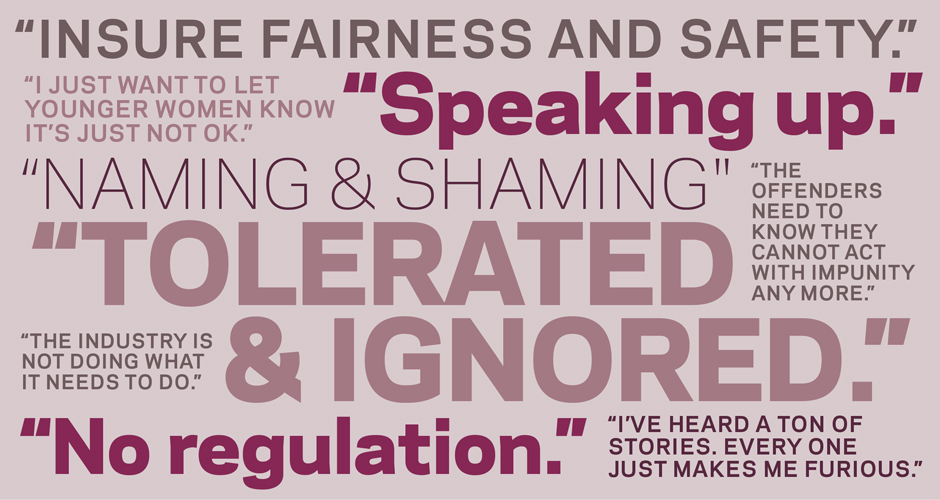 “INSURE FAIRNESS AND SAFETY.”
“I JUST WANT TO LET
YOUNGER WOMEN KNOW
IT’S JUST NOT OK.”
“Speaking up.”
“NAMING & SHAMING"
“THE
OFFENDERS
NEED TO
KNOW THEY
CANNOT ACT
WITH IMPUNITY
ANY MORE.”
“TOLERATED
& IGNORED.”
“THE INDUSTRY IS
NOT DOING WHAT
IT NEEDS TO DO.”
“No regulation.”
“I’VE HEARD A TON OF
STORIES. EVERY ONE
JUST MAKES ME FURIOUS.”